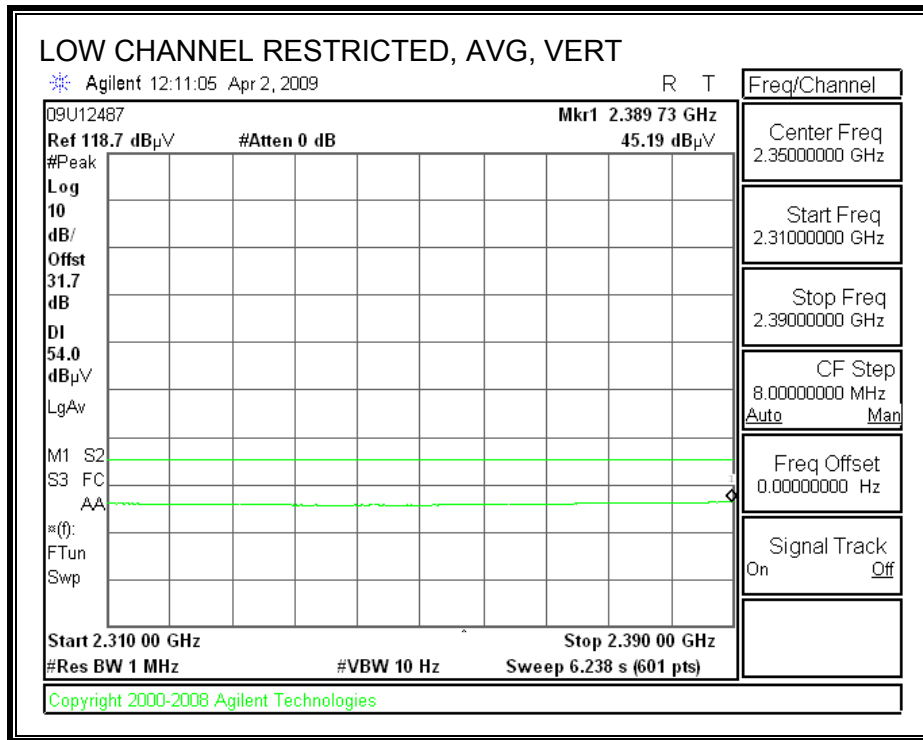 LOW CHANNEL RESTRICTED, AVG, VERT
Agilent 12:11:05 Apr 2, 2009 R T
Freq/Channel
09U12487 Mkr1 2.389 73 GHz
Ref 118.7 dBµV #Atten 0 dB 45.19 dBµV
#Peak
Log
10
dB/
Offst
31.7
dB
DI
54.0
dBµV
LgAv
M1 S2
S3 FC
AA
¤(f):
FTun
Swp
1
Start 2.310 00 GHz Stop 2.390 00 GHz
#Res BW 1 MHz #VBW 10 Hz Sweep 6.238 s (601 pts)
Center Freq
2.35000000 GHz
Start Freq
2.31000000 GHz
Stop Freq
2.39000000 GHz
CF Step
8.00000000 MHz
Auto Man
Freq Offset
0.00000000 Hz
Signal Track
On Off
Copyright 2000-2008 Agilent Technologies